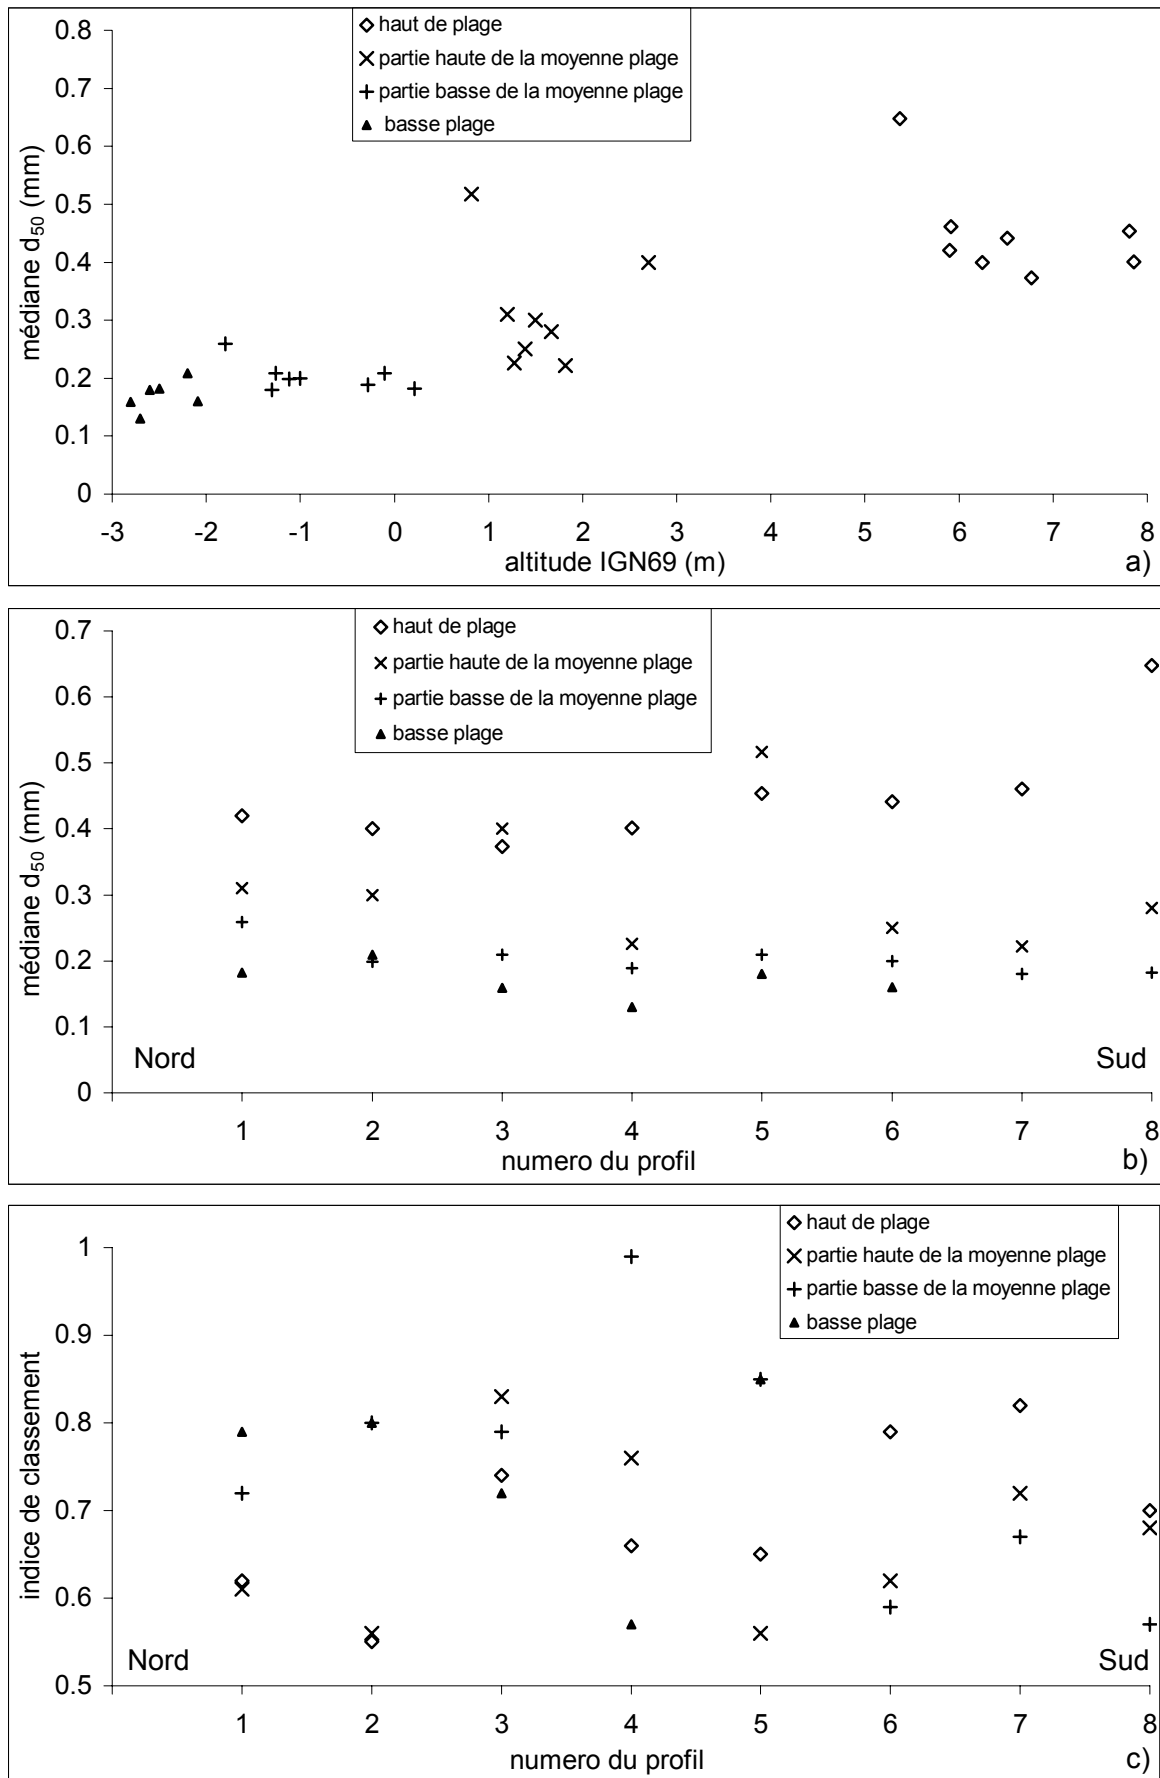 haut de plage
partie haute de la moyenne plage
partie basse de la moyenne plage
basse plage
médiane d50 (mm)
0.8
0.7
0.6
0.5
0.4
0.3
0.2
0.1
0
-3 -2 -1 0 1 2 3 4 5 6 7 8
altitude IGN69 (m)
a)
haut de plage
partie haute de la moyenne plage
partie basse de la moyenne plage
basse plage
médiane d50 (mm)
0.7
0.6
0.5
0.4
0.3
0.2
0.1
0
Nord Sud
1 2 3 4 5 6 7 8
numero du profil
b)
haut de plage
partie haute de la moyenne plage
partie basse de la moyenne plage
basse plage
indice de classement
1
0.9
0.8
0.7
0.6
0.5
Nord Sud
1 2 3 4 5 6 7 8
numero du profil
c)